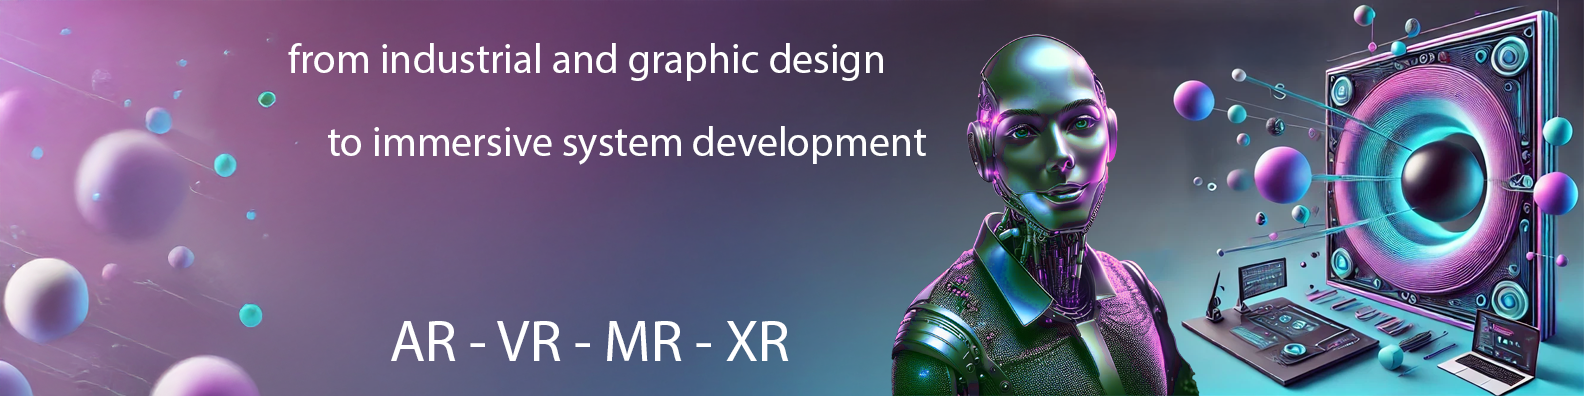 from industrial and graphic design
to immersive system development
AR - VR - MR - XR